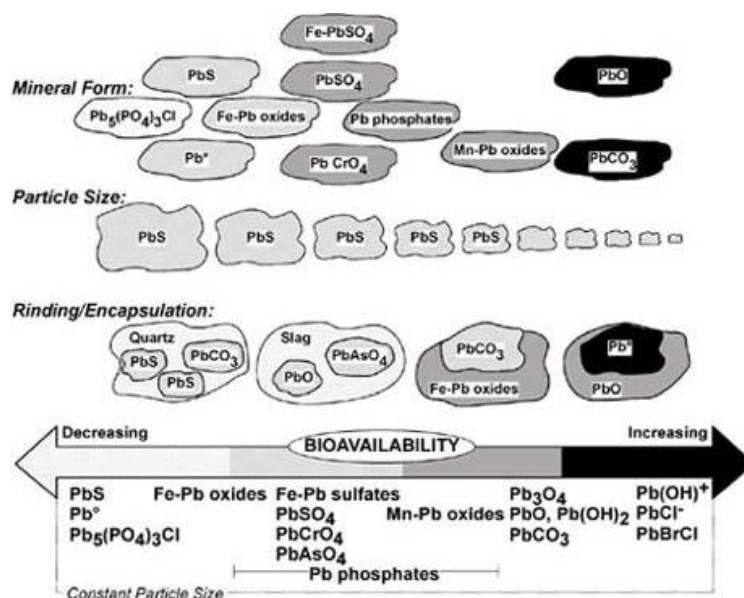 Fe-PbSO4
PbS PbSO4 PbO
Mineral Form:
Pb5(PO4)3Cl Fe-Pb oxides Pb phosphates
Pb° Pb CrO4 Mn-Pb oxides PbCO3
Particle Size:
PbS PbS PbS PbS PbS
Rinding/Encapsulation:
Quartz Slag
PbS PbCO3 PbAsO4 PbCO3 Pb°
PbS PbO Fe-Pb oxides PbO
Decreasing BIOAVAILABILITY Increasing
PbS Fe-Pb oxides Fe-Pb sulfates Pb3O4 Pb(OH)+
Pb° PbSO4 Mn-Pb oxides PbO, Pb(OH)2 PbCl-
Pb5(PO4)3Cl PbCrO4 PbCO3 PbBrCl
PbAsO4
Pb phosphates
Constant Particle Size